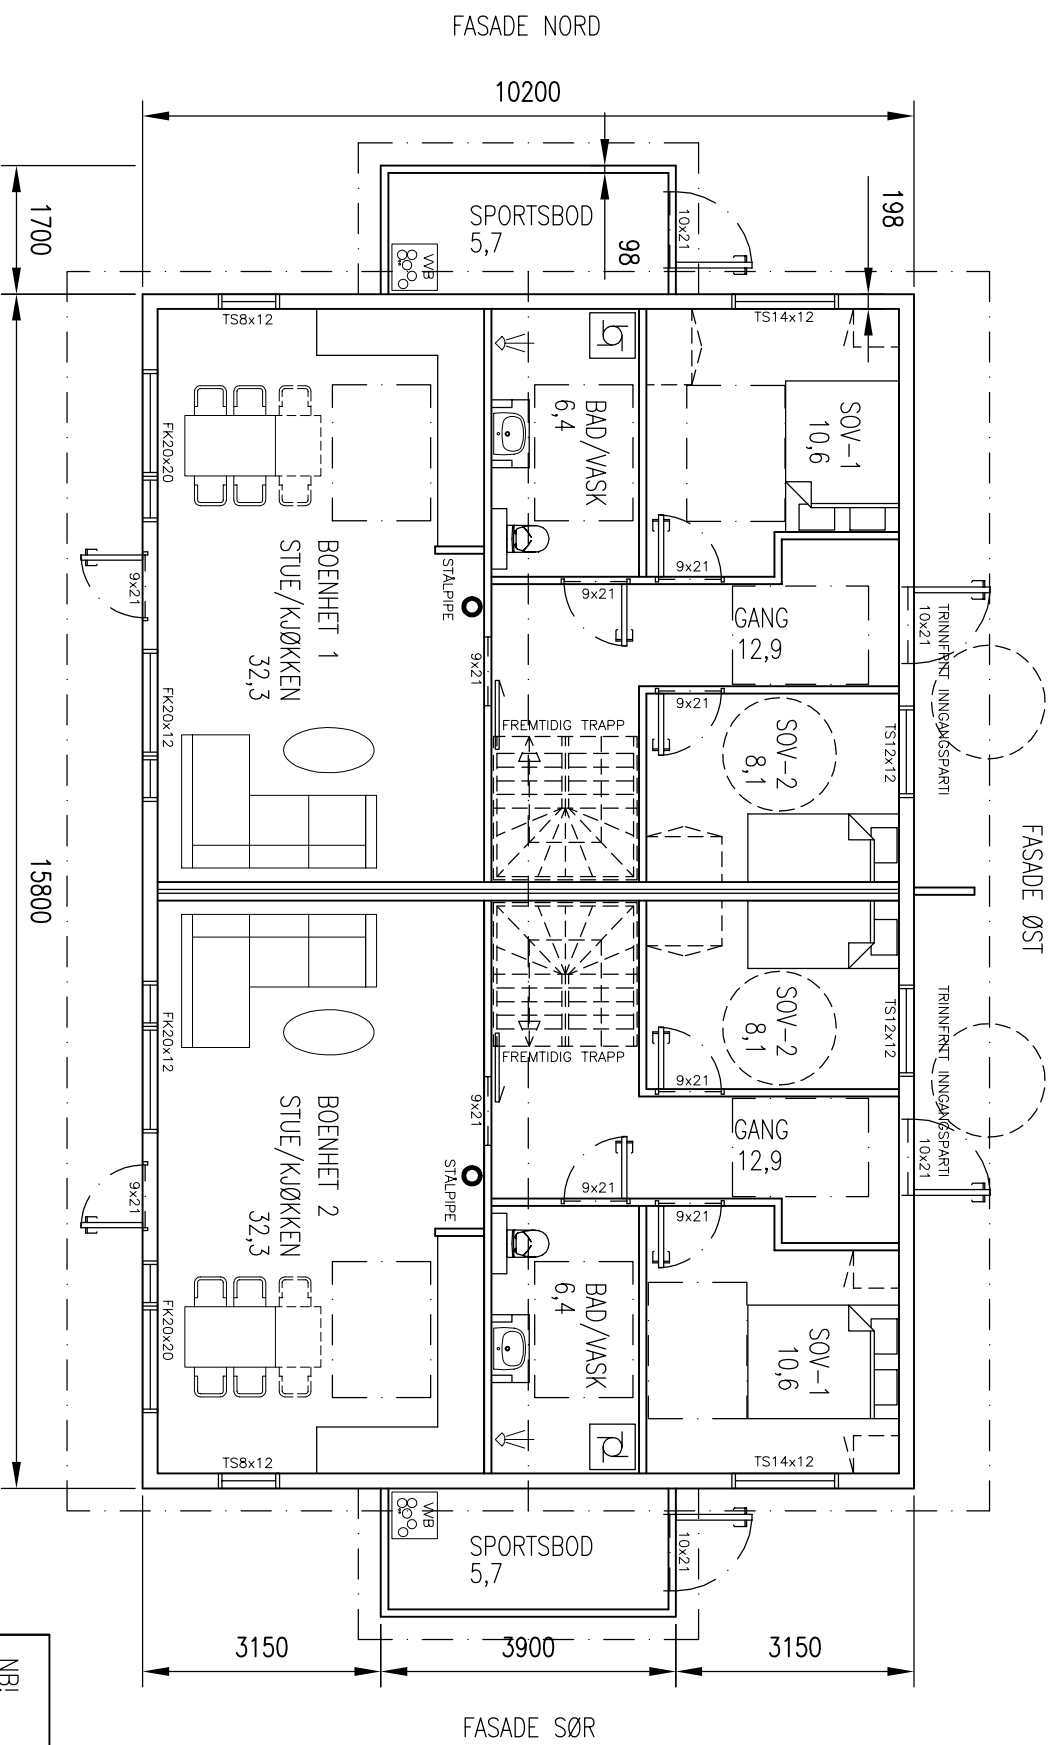 FASADE NORD
10200
1700
198
98
SPORTSBOD
5,7
10x21
VVB
TS8x12
TS14x12
FK20x20
BAD/VASK
6,4
SOV-1
10,6
BOENHET 1
STUE/KJØKKEN
32,3
STÅLPIPE
9x21
9x21
9x21
9x21
GANG
12,9
TRINNFRITT INNGANGSPARTI
10x21
9x21
FK20x12
FREMTIDIG TRAPP
SOV-2
8,1
TS12x12
15800
FASADE ØST
FK20x12
FREMTIDIG TRAPP
SOV-2
8,1
TS12x12
TRINNFRITT INNGANGSPARTI
10x21
9x21
9x21
GANG
12,9
BOENHET 2
STUE/KJØKKEN
32,3
STÅLPIPE
9x21
9x21
9x21
FK20x20
BAD/VASK
6,4
SOV-1
10,6
TS8x12
TS14x12
VVB
SPORTSBOD
5,7
10x21
3150
3900
3150
FASADE SØR
NB!